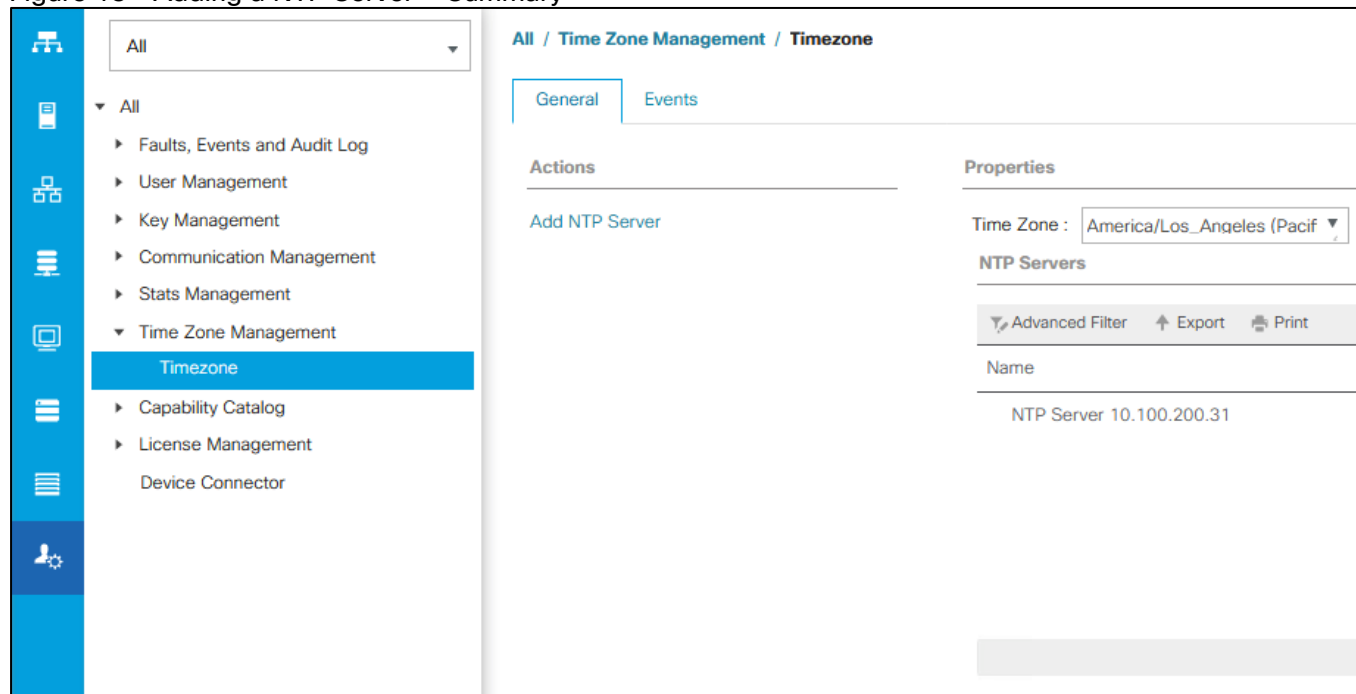 All
All
Faults, Events and Audit Log
User Management
Key Management
Communication Management
Stats Management
Time Zone Management
Timezone
Capability Catalog
License Management
Device Connector
All / Time Zone Management / Timezone
General Events
Actions
Add NTP Server
Properties
Time Zone : America/Los_Angeles (Pacif
NTP Servers
Advanced Filter Export Print
Name
NTP Server 10.100.200.31